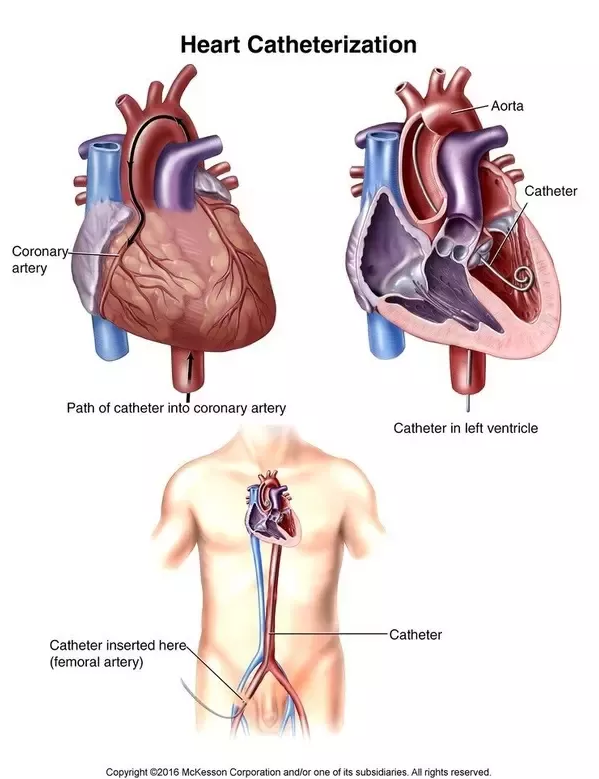 Heart Catheterization
Coronary
artery
Path of catheter into coronary artery
Aorta
Catheter
Catheter in left ventricle
Catheter inserted here
(femoral artery)
Catheter
Copyright ©2016 McKesson Corporation and/or one of its subsidiaries. All rights reserved.